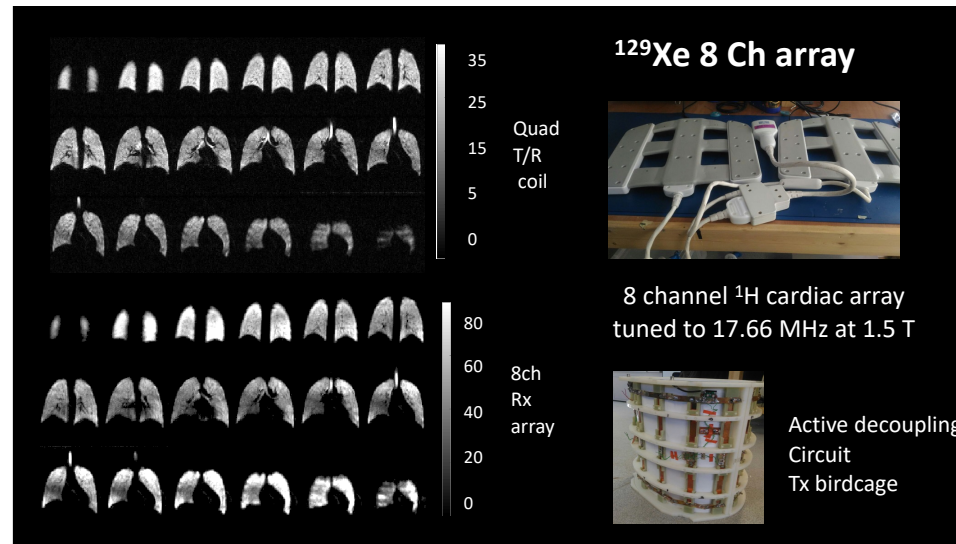 ¹²⁹Xe 8 Ch array
35
25
15
5
0
Quad
T/R
coil
8 channel ¹H cardiac array
tuned to 17.66 MHz at 1.5 T
80
60
40
20
0
8ch
Rx
array
Active decoupling
Circuit
Tx birdcage